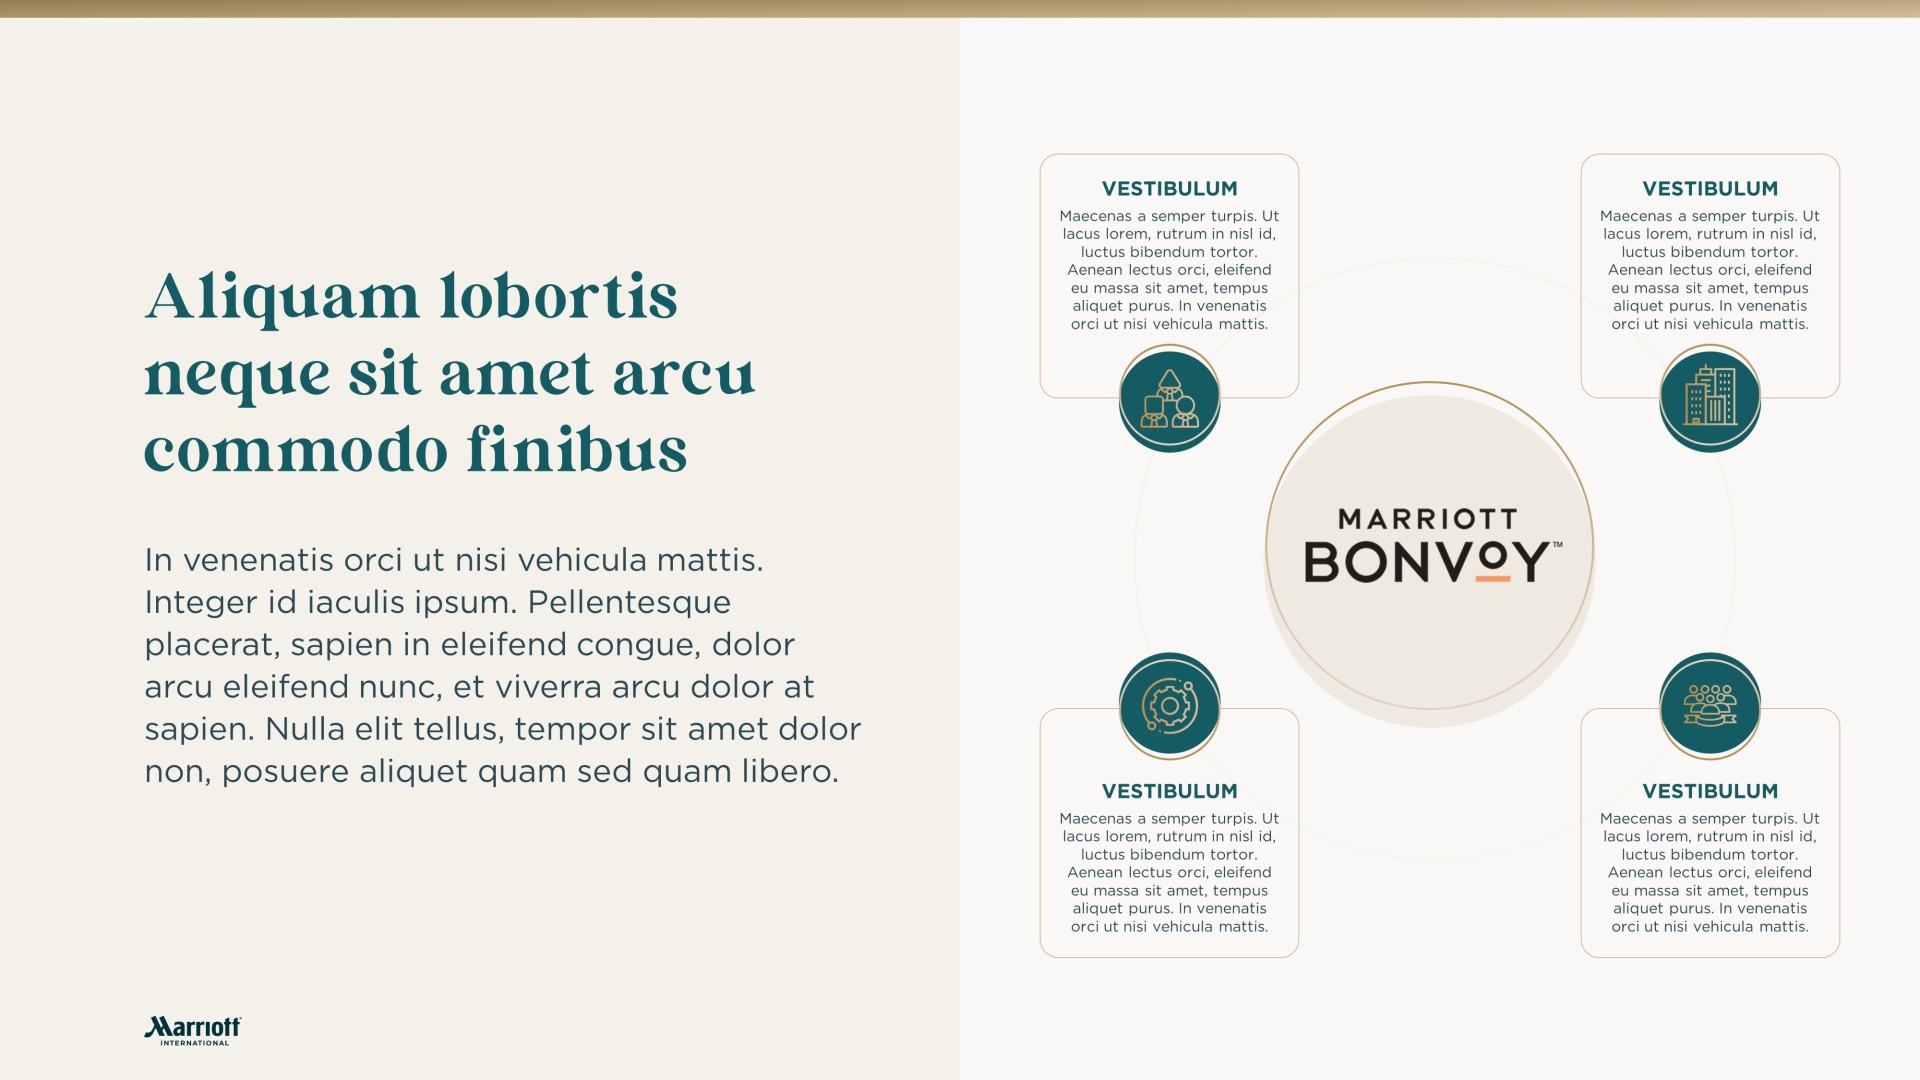 Aliquam lobortis
neque sit amet arcu
commodo finibus
In venenatis orci ut nisi vehicula mattis.
Integer id iaculis ipsum. Pellentesque
placerat, sapien in eleifend congue, dolor
arcu eleifend nunc, et viverra arcu dolor at
sapien. Nulla elit tellus, tempor sit amet dolor
non, posuere aliquet quam sed quam libero.
Marriott
INTERNATIONAL
VESTIBULUM
Maecenas a semper turpis. Ut
lacus lorem, rutrum in nisl id,
luctus bibendum tortor.
Aenean lectus orci, eleifend
eu massa sit amet, tempus
aliquet purus. In venenatis
orci ut nisi vehicula mattis.
VESTIBULUM
Maecenas a semper turpis. Ut
lacus lorem, rutrum in nisl id,
luctus bibendum tortor.
Aenean lectus orci, eleifend
eu massa sit amet, tempus
aliquet purus. In venenatis
orci ut nisi vehicula mattis.
MARRIOTT
BONVOY™
VESTIBULUM
Maecenas a semper turpis. Ut
lacus lorem, rutrum in nisl id,
luctus bibendum tortor.
Aenean lectus orci, eleifend
eu massa sit amet, tempus
aliquet purus. In venenatis
orci ut nisi vehicula mattis.
VESTIBULUM
Maecenas a semper turpis. Ut
lacus lorem, rutrum in nisl id,
luctus bibendum tortor.
Aenean lectus orci, eleifend
eu massa sit amet, tempus
aliquet purus. In venenatis
orci ut nisi vehicula mattis.